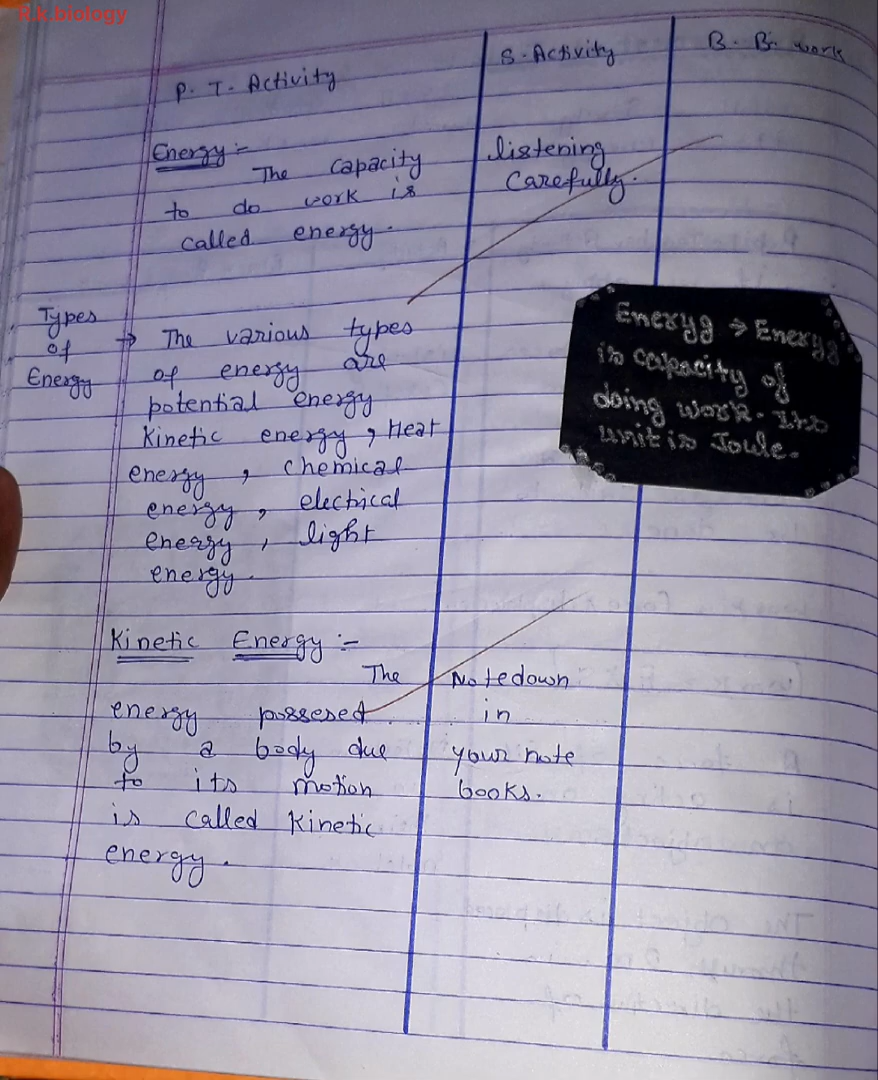 R.k.biology
P. T. Activity
S. Activity
B. B. work
Energy :-
The capacity
to do work is
called energy.
listening
Carefully.
Types
of
Energy
→ The various types
of energy are
potential energy
Kinetic energy, Heat
energy, chemical
energy, electrical
energy, light
energy.
Energy → Energy
is capacity of
doing work. Its
unit is Joule.
Kinetic Energy :-
The
energy possesed
by a body due
to its motion
is called Kinetic
energy.
Notedown
in
your note
books.